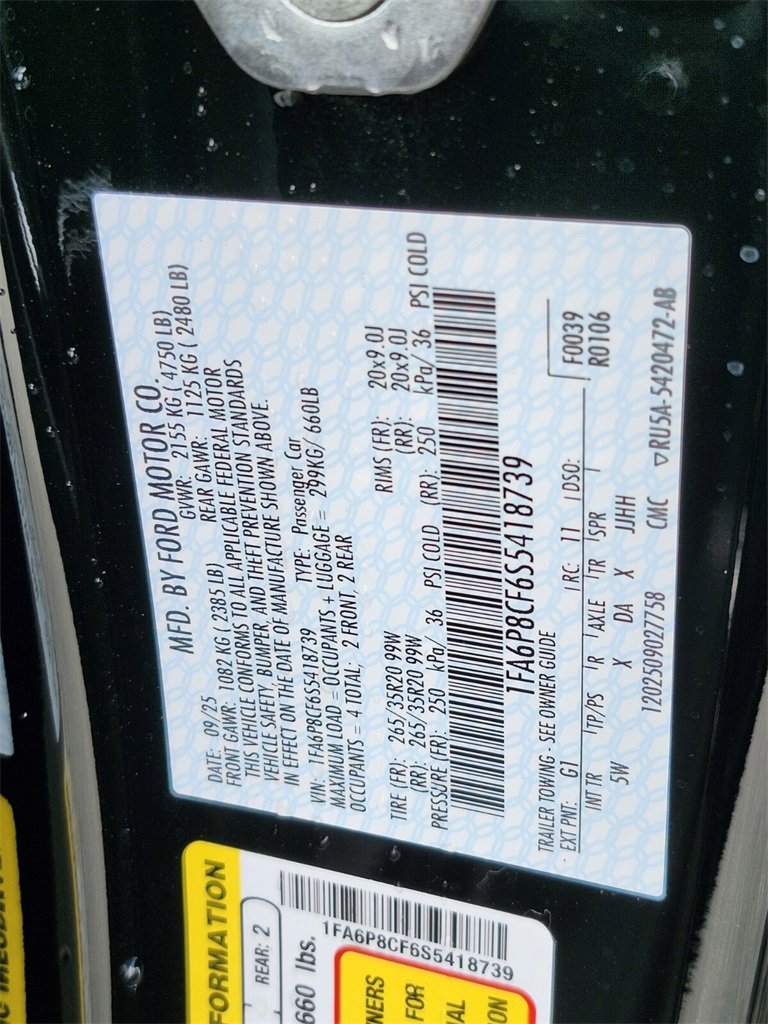 MFD. BY FORD MOTOR CO.
DATE: 09/25 GVWR: 2155 KG ( 4750 LB)
FRONT GAWR: 1082 KG ( 2385 LB) REAR GAWR: 1125 KG ( 2480 LB)
THIS VEHICLE CONFORMS TO ALL APPLICABLE FEDERAL MOTOR
VEHICLE SAFETY, BUMPER, AND THEFT PREVENTION STANDARDS
IN EFFECT ON THE DATE OF MANUFACTURE SHOWN ABOVE.
VIN: 1FA6P8CF6S5418739 TYPE: Passenger Car
MAXIMUM LOAD = OCCUPANTS + LUGGAGE = 299KG/ 660LB
OCCUPANTS = 4 TOTAL; 2 FRONT, 2 REAR
TIRE (FR): 265/35R20 99W RIMS (FR): 20x9.0J
(RR): 265/35R20 99W (RR): 20x9.0J
PRESSURE (FR): 250 kPa/ 36 PSI COLD (RR): 250 kPa/ 36 PSI COLD
1FA6P8CF6S5418739
TRAILER TOWING - SEE OWNER GUIDE
EXT PNT: G1 RC: 11 DSO: F0039
INT TR TP/PS R AXLE TR SPR R0106
5W X DA X JJHH
1202509027758 CMC ▽RU5A-5420472-AB
FORMATION
REAR: 2
660 lbs.
1FA6P8CF6S5418739
NERS
FOR